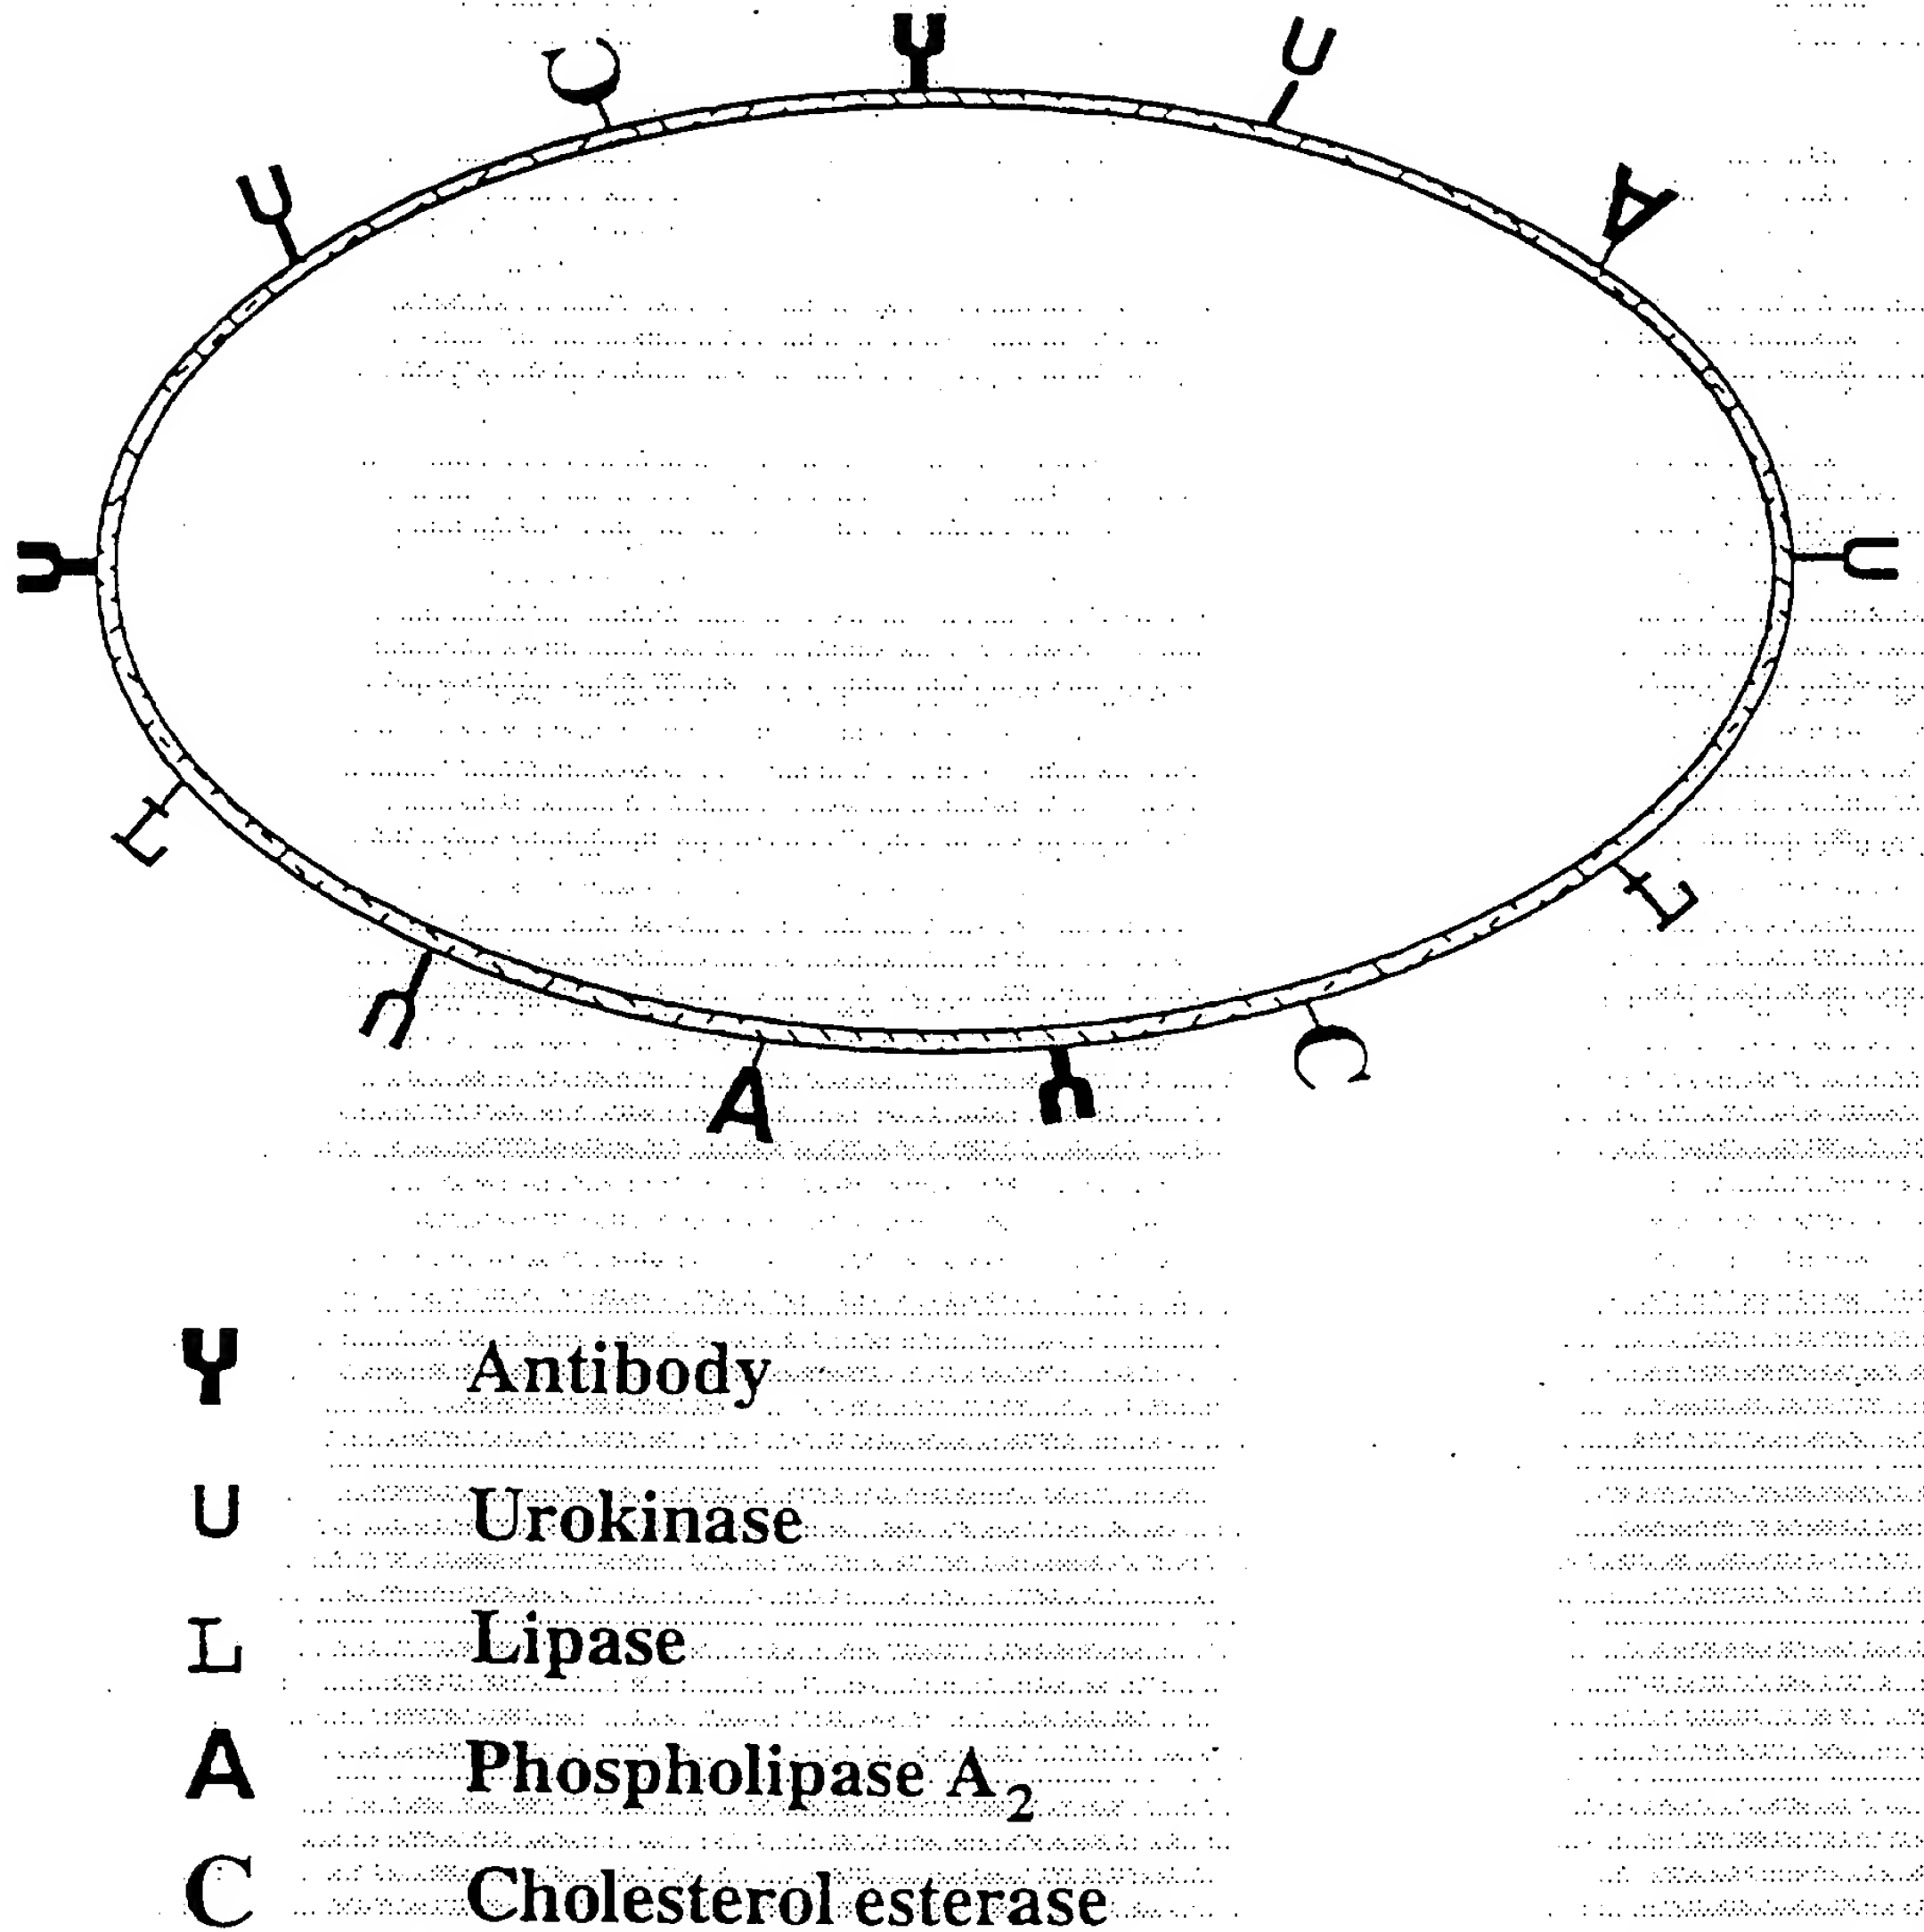 C
Y
U
U
A
Y
U
L
L
U
A
Y
C
Y Antibody
U Urokinase
L Lipase
A Phospholipase A2
C Cholesterol esterase